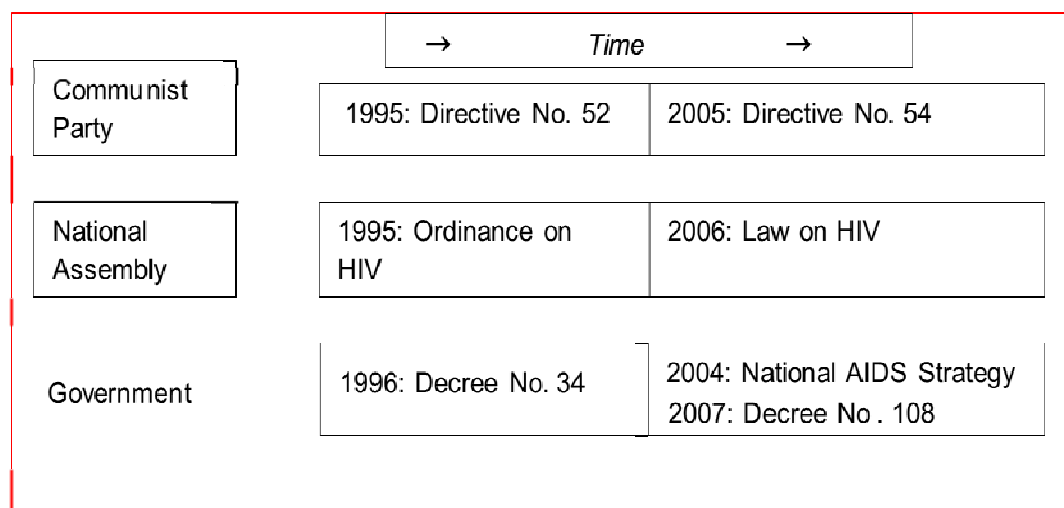 → Time →
Communist
Party
1995: Directive No. 52
2005: Directive No. 54
National
Assembly
1995: Ordinance on
HIV
2006: Law on HIV
Government
1996: Decree No. 34
2004: National AIDS Strategy
2007: Decree No. 108